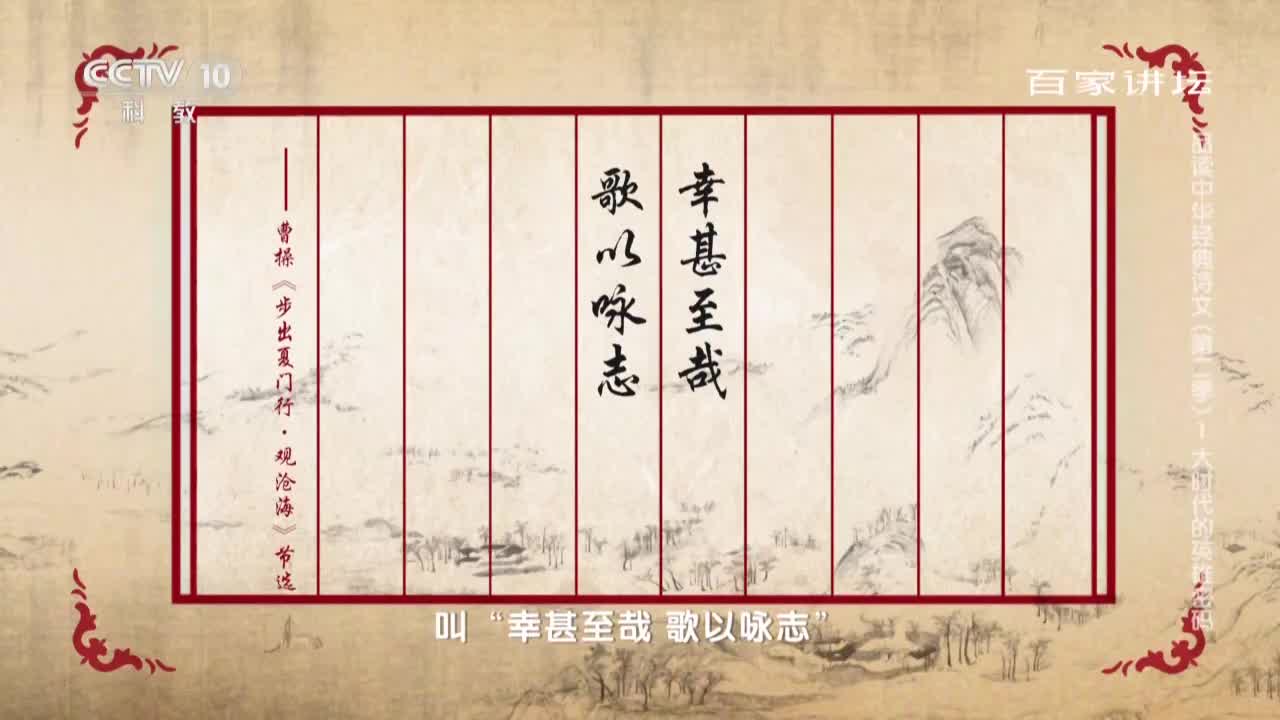 CCTV 10
科教
百家讲坛
品读中华经典诗文（第二季）— 大时代的英雄密码
幸甚至哉
歌以咏志
——曹操《步出夏门行·观沧海》节选
叫“幸甚至哉 歌以咏志”